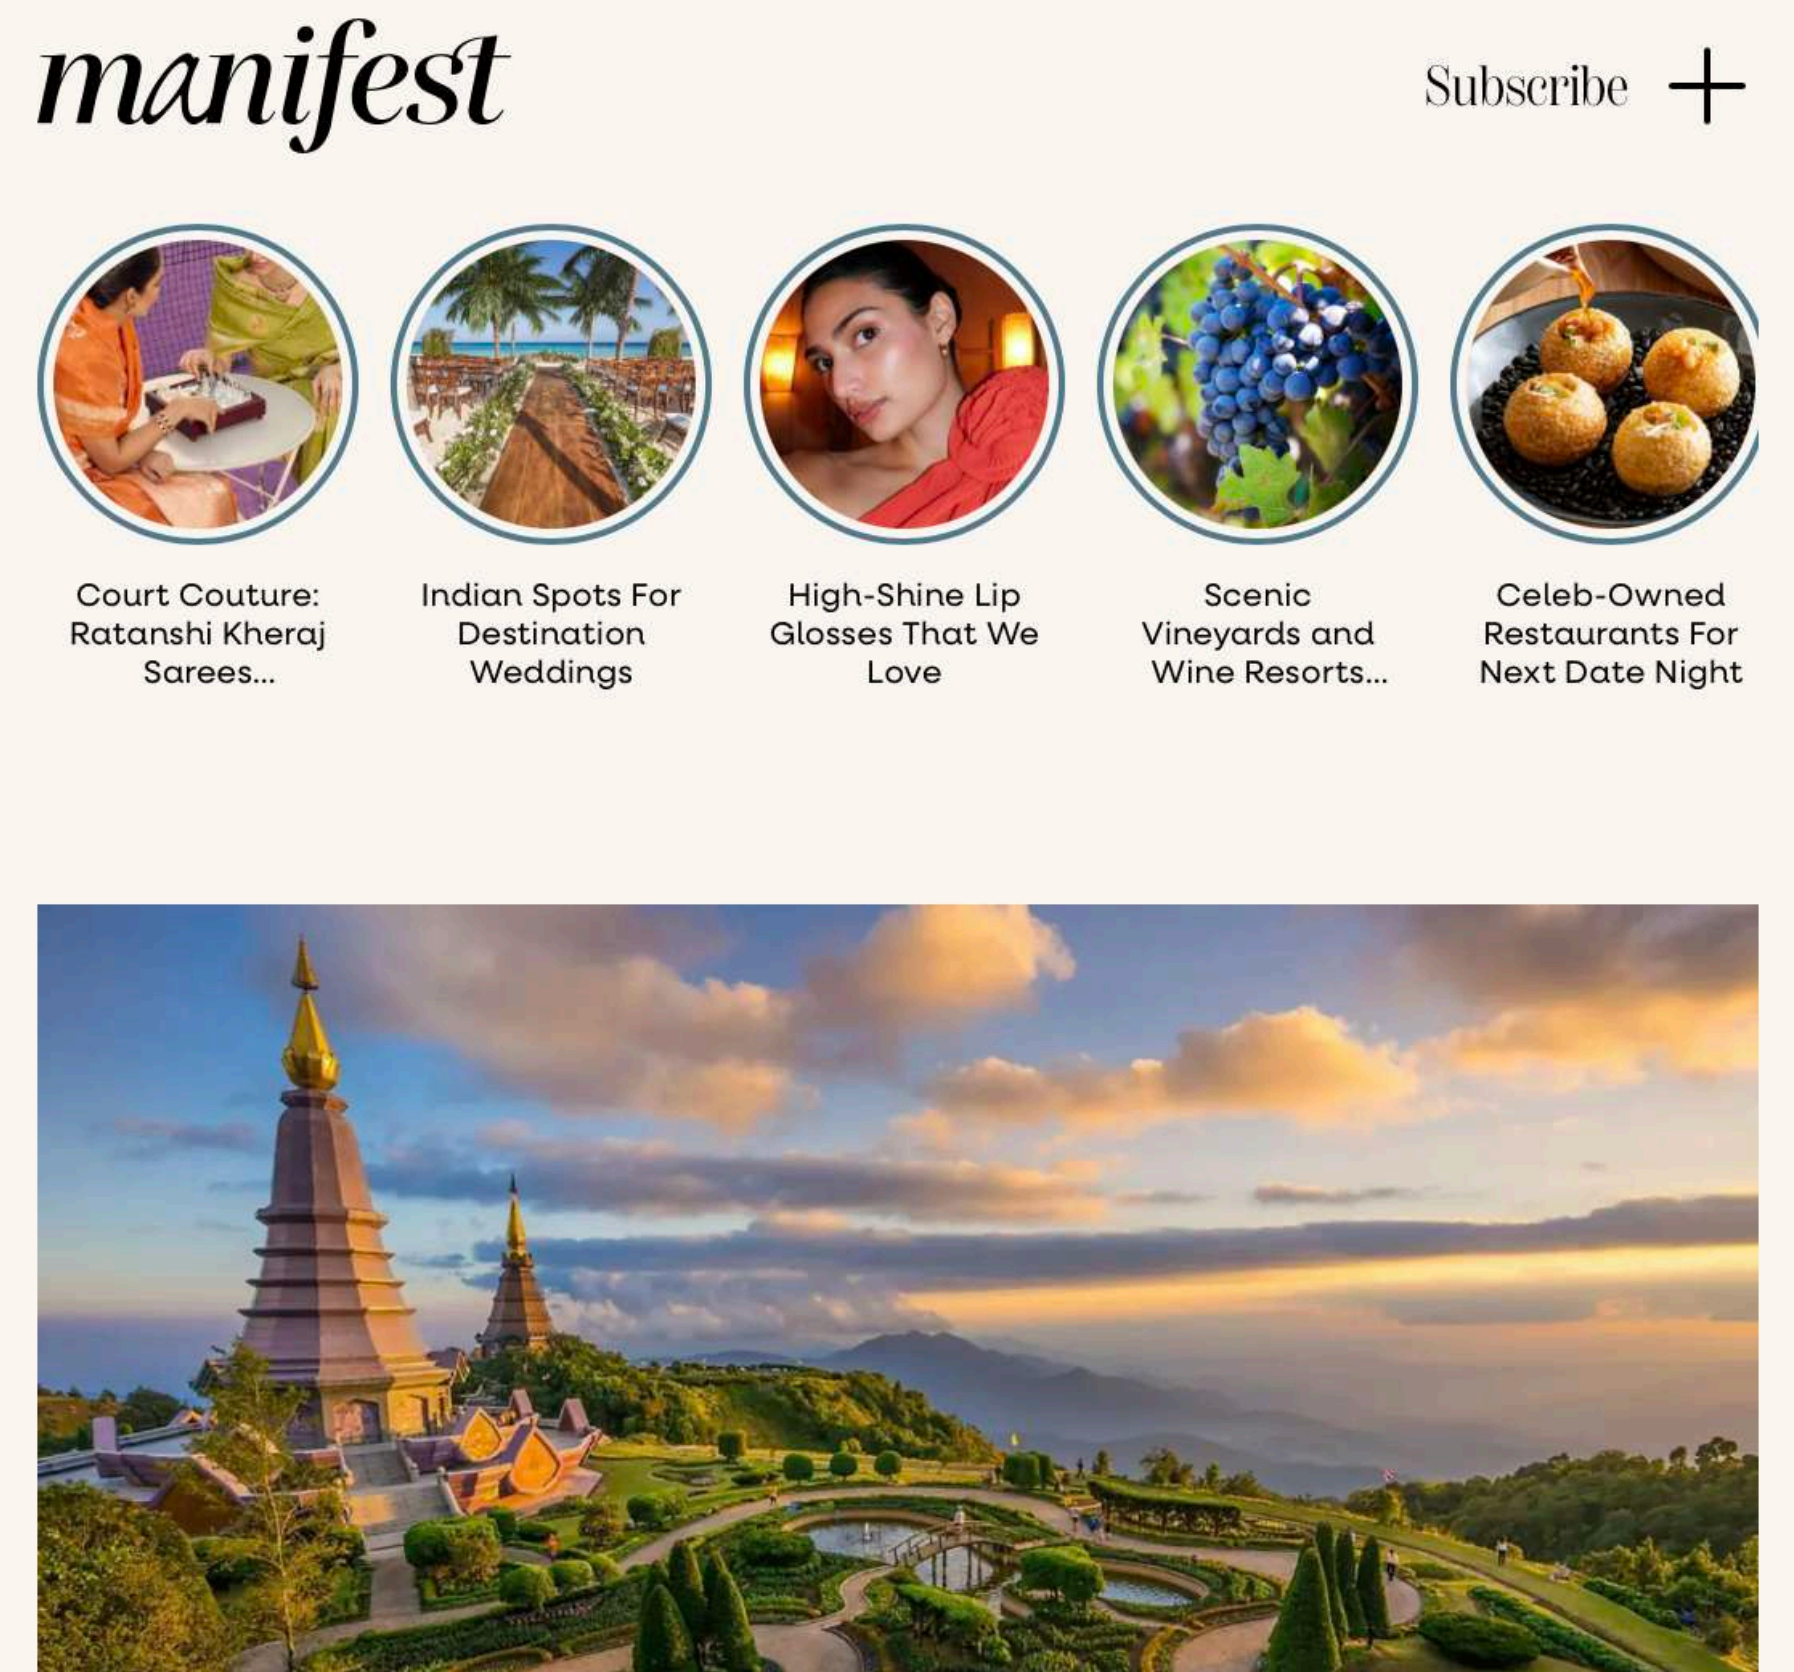 manifest
Subscribe
Court Couture:
Ratanshi Kheraj
Sarees...
Indian Spots For
Destination
Weddings
High-Shine Lip
Glosses That We
Love
Scenic
Vineyards and
Wine Resorts...
Celeb-Owned
Restaurants For
Next Date Night